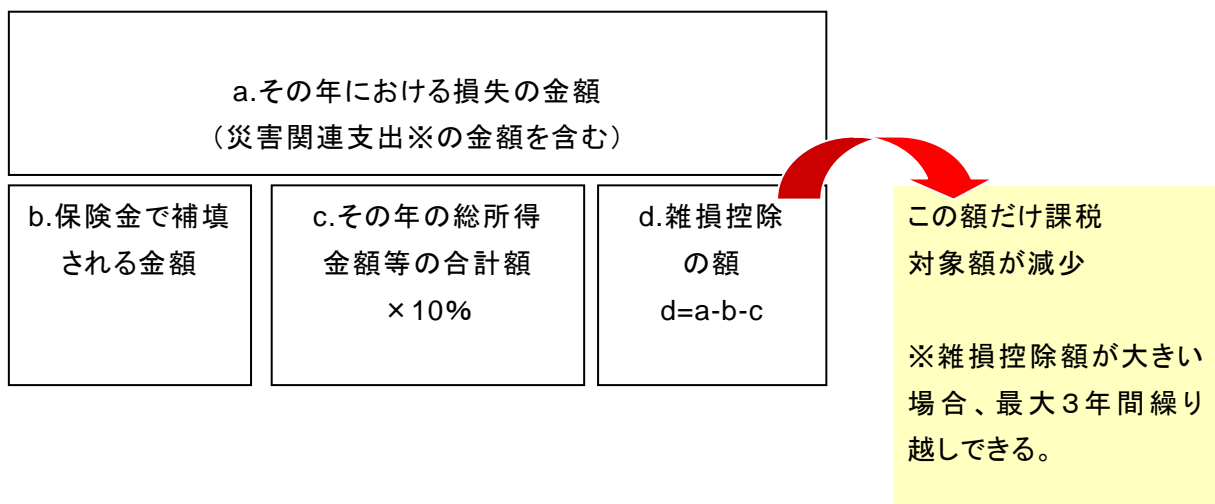 a.その年における損失の金額
（災害関連支出※の金額を含む）
b.保険金で補填
される金額
c.その年の総所得
金額等の合計額
×10%
d.雑損控除
の額
d=a-b-c
この額だけ課税
対象額が減少
※雑損控除額が大きい
場合、最大３年間繰り
越しできる。